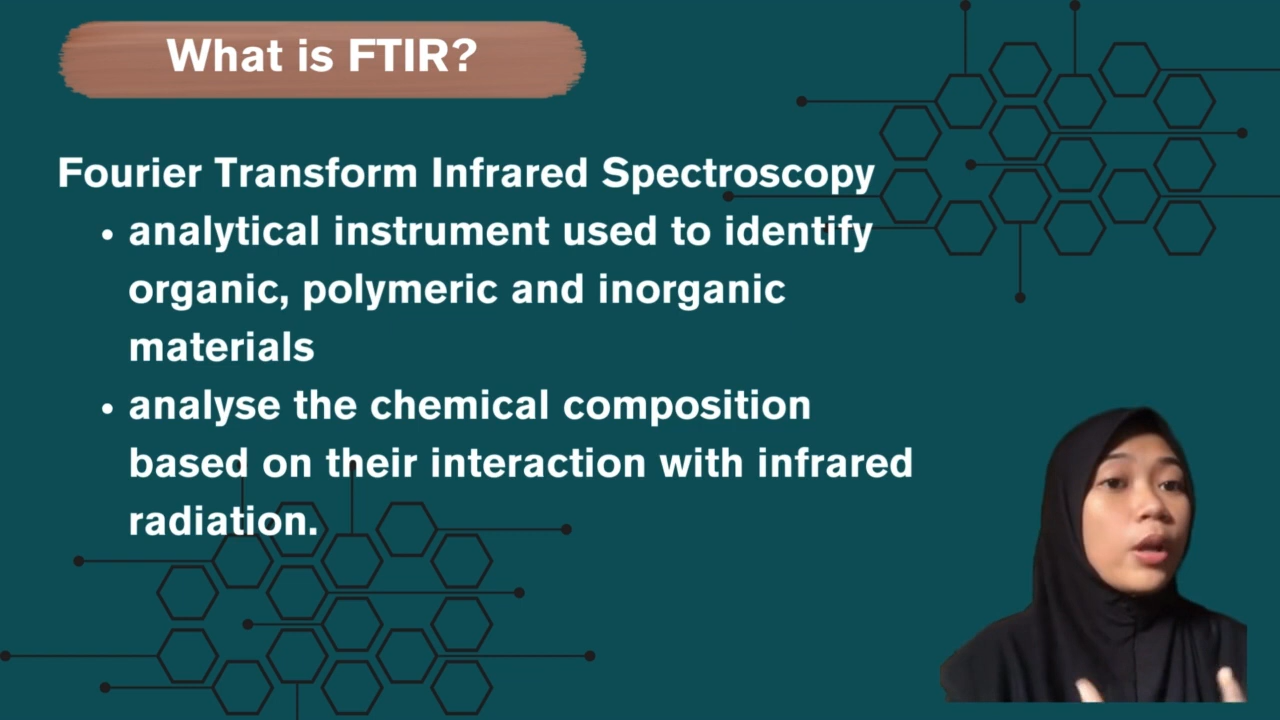 What is FTIR?
Fourier Transform Infrared Spectroscopy
• analytical instrument used to identify
organic, polymeric and inorganic
materials
• analyse the chemical composition
based on their interaction with infrared
radiation.